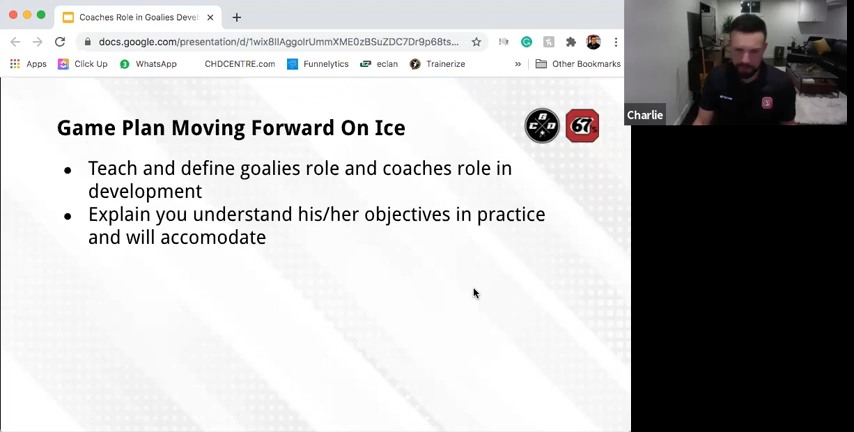 Coaches Role in Goalies Devel
docs.google.com/presentation/d/1wix8IIAggolrUmmXME0zBSuZDC7Dr9p68ts...
Apps Click Up WhatsApp CHDCENTRE.com Funnelytics eclan Trainerize » Other Bookmarks
Charlie
Game Plan Moving Forward On Ice
67's
● Teach and define goalies role and coaches role in
development
● Explain you understand his/her objectives in practice
and will accomodate